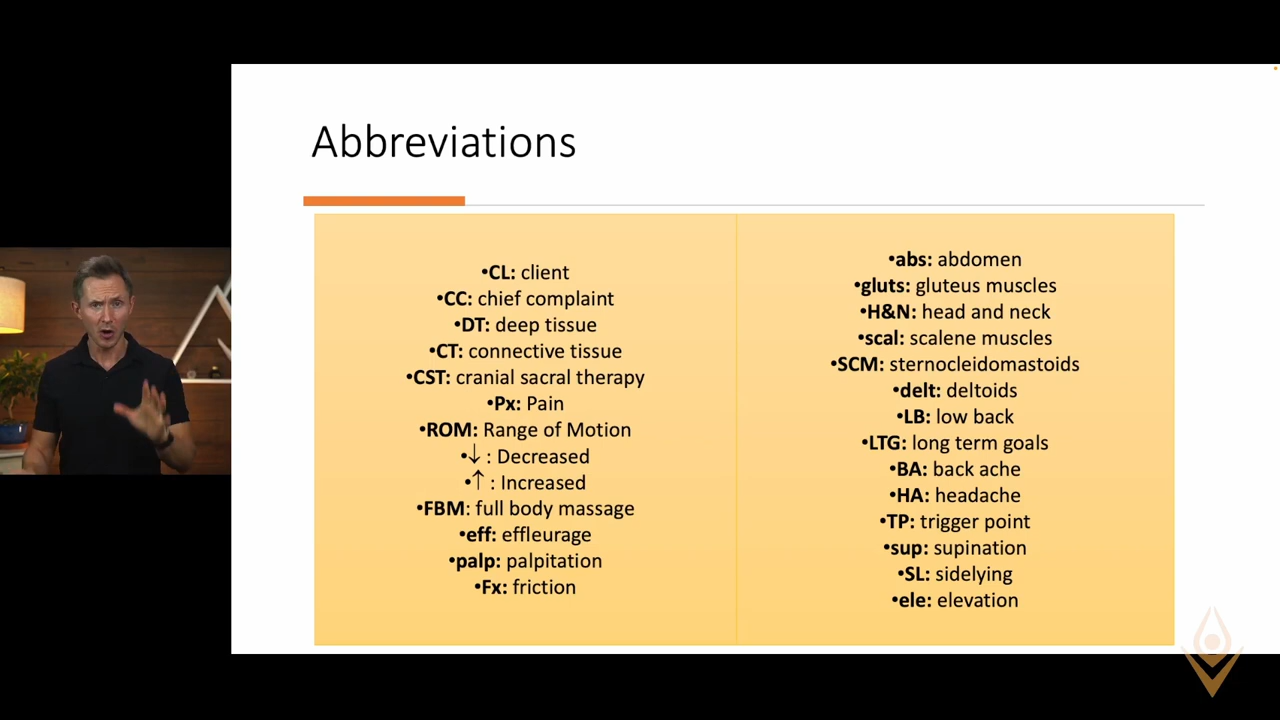 Abbreviations
•CL: client
•CC: chief complaint
•DT: deep tissue
•CT: connective tissue
•CST: cranial sacral therapy
•Px: Pain
•ROM: Range of Motion
•↓ : Decreased
•↑ : Increased
•FBM: full body massage
•eff: effleurage
•palp: palpitation
•Fx: friction
•abs: abdomen
•gluts: gluteus muscles
•H&N: head and neck
•scal: scalene muscles
•SCM: sternocleidomastoids
•delt: deltoids
•LB: low back
•LTG: long term goals
•BA: back ache
•HA: headache
•TP: trigger point
•sup: supination
•SL: sidelying
•ele: elevation